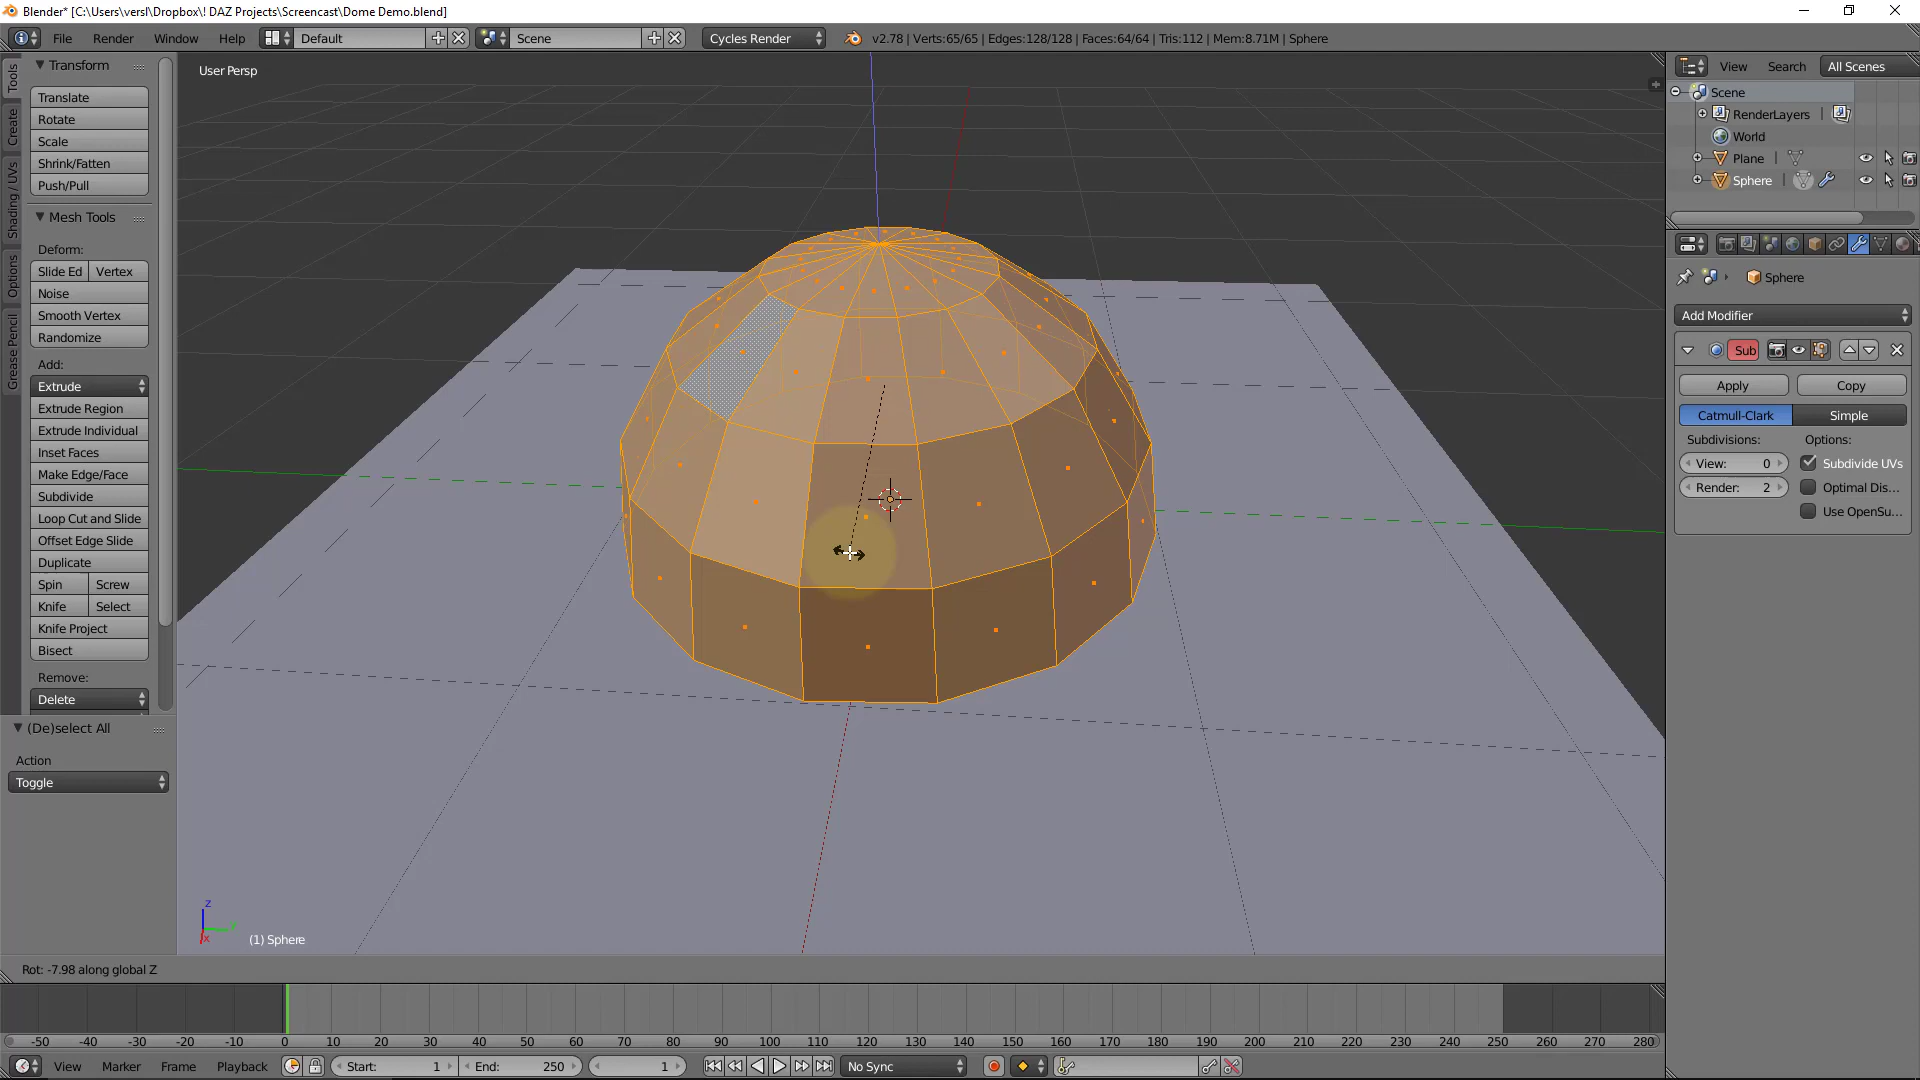 Blender* [C:\Users\versl\Dropbox\! DAZ Projects\Screencast\Dome Demo.blend]
File Render Window Help Default Scene Cycles Render v2.78 | Verts:65/65 | Edges:128/128 | Faces:64/64 | Tris:112 | Mem:8.71M | Sphere
Tools
Create
Shading / UVs
Options
Grease Pencil
Transform
Translate
Rotate
Scale
Shrink/Fatten
Push/Pull
Mesh Tools
Deform:
Slide Ed Vertex
Noise
Smooth Vertex
Randomize
Add:
Extrude
Extrude Region
Extrude Individual
Inset Faces
Make Edge/Face
Subdivide
Loop Cut and Slide
Offset Edge Slide
Duplicate
Spin Screw
Knife Select
Knife Project
Bisect
Remove:
Delete
(De)select All
Action
Toggle
User Persp
z
x
(1) Sphere
View Search All Scenes
Scene
RenderLayers
World
Plane
Sphere
Sphere
Add Modifier
Sub
Apply Copy
Catmull-Clark Simple
Subdivisions: Options:
View: 0 Subdivide UVs
Render: 2 Optimal Dis...
Use OpenSu...
Rot: -7.98 along global Z
-50 -40 -30 -20 -10 0 10 20 30 40 50 60 70 80 90 100 110 120 130 140 150 160 170 180 190 200 210 220 230 240 250 260 270 280
View Marker Frame Playback Start: 1 End: 250 1 No Sync